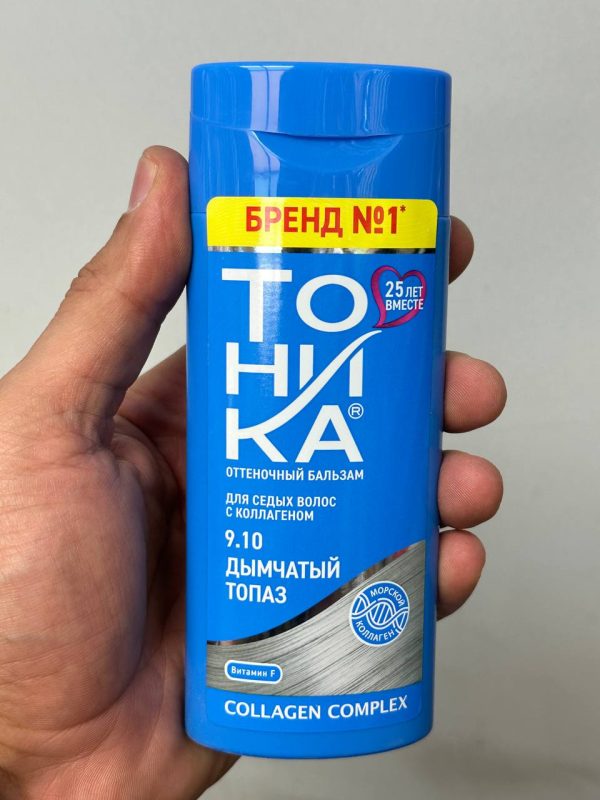 БРЕНД №1*
ТО
НИ
КА®
25 ЛЕТ
ВМЕСТЕ
ОТТЕНОЧНЫЙ БАЛЬЗАМ
ДЛЯ СЕДЫХ ВОЛОС
С КОЛЛАГЕНОМ
9.10
ДЫМЧАТЫЙ
ТОПАЗ
МОРСКОЙ
КОЛЛАГЕН
Витамин F
COLLAGEN COMPLEX